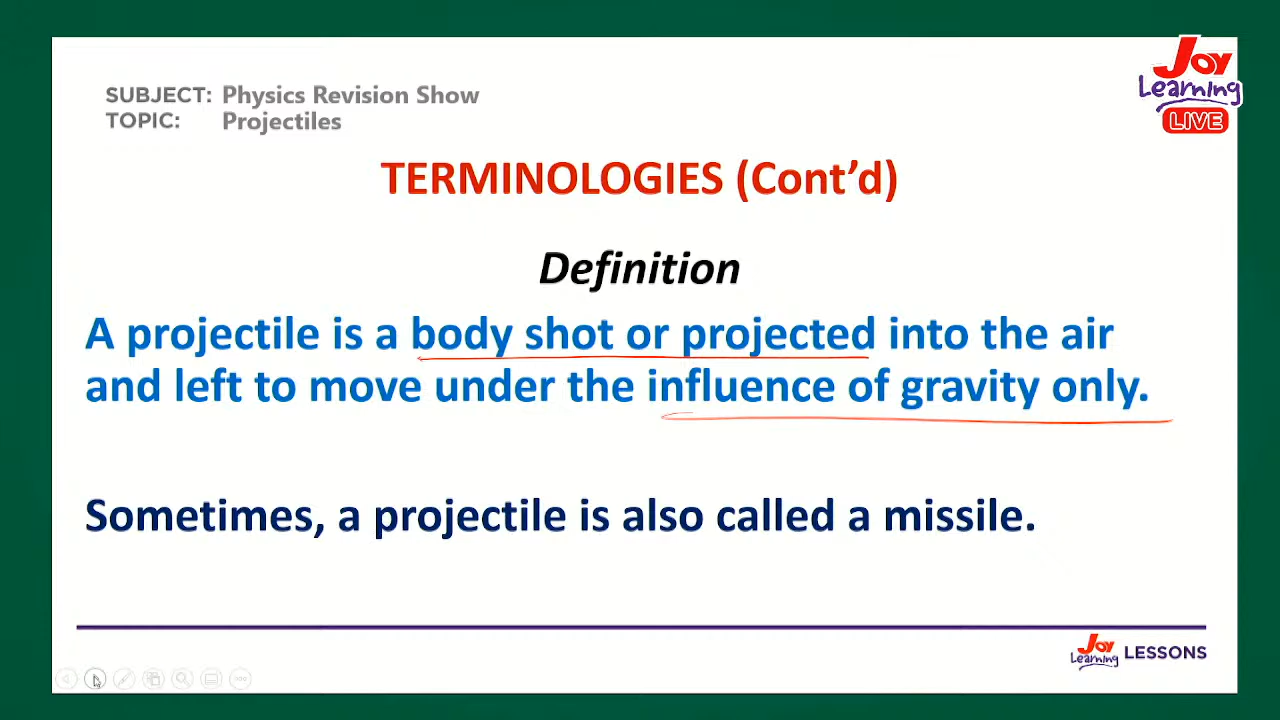 Joy
Learning
LIVE
SUBJECT: Physics Revision Show
TOPIC: Projectiles
TERMINOLOGIES (Cont’d)
Definition
A projectile is a body shot or projected into the air
and left to move under the influence of gravity only.
Sometimes, a projectile is also called a missile.
Joy
Learning LESSONS